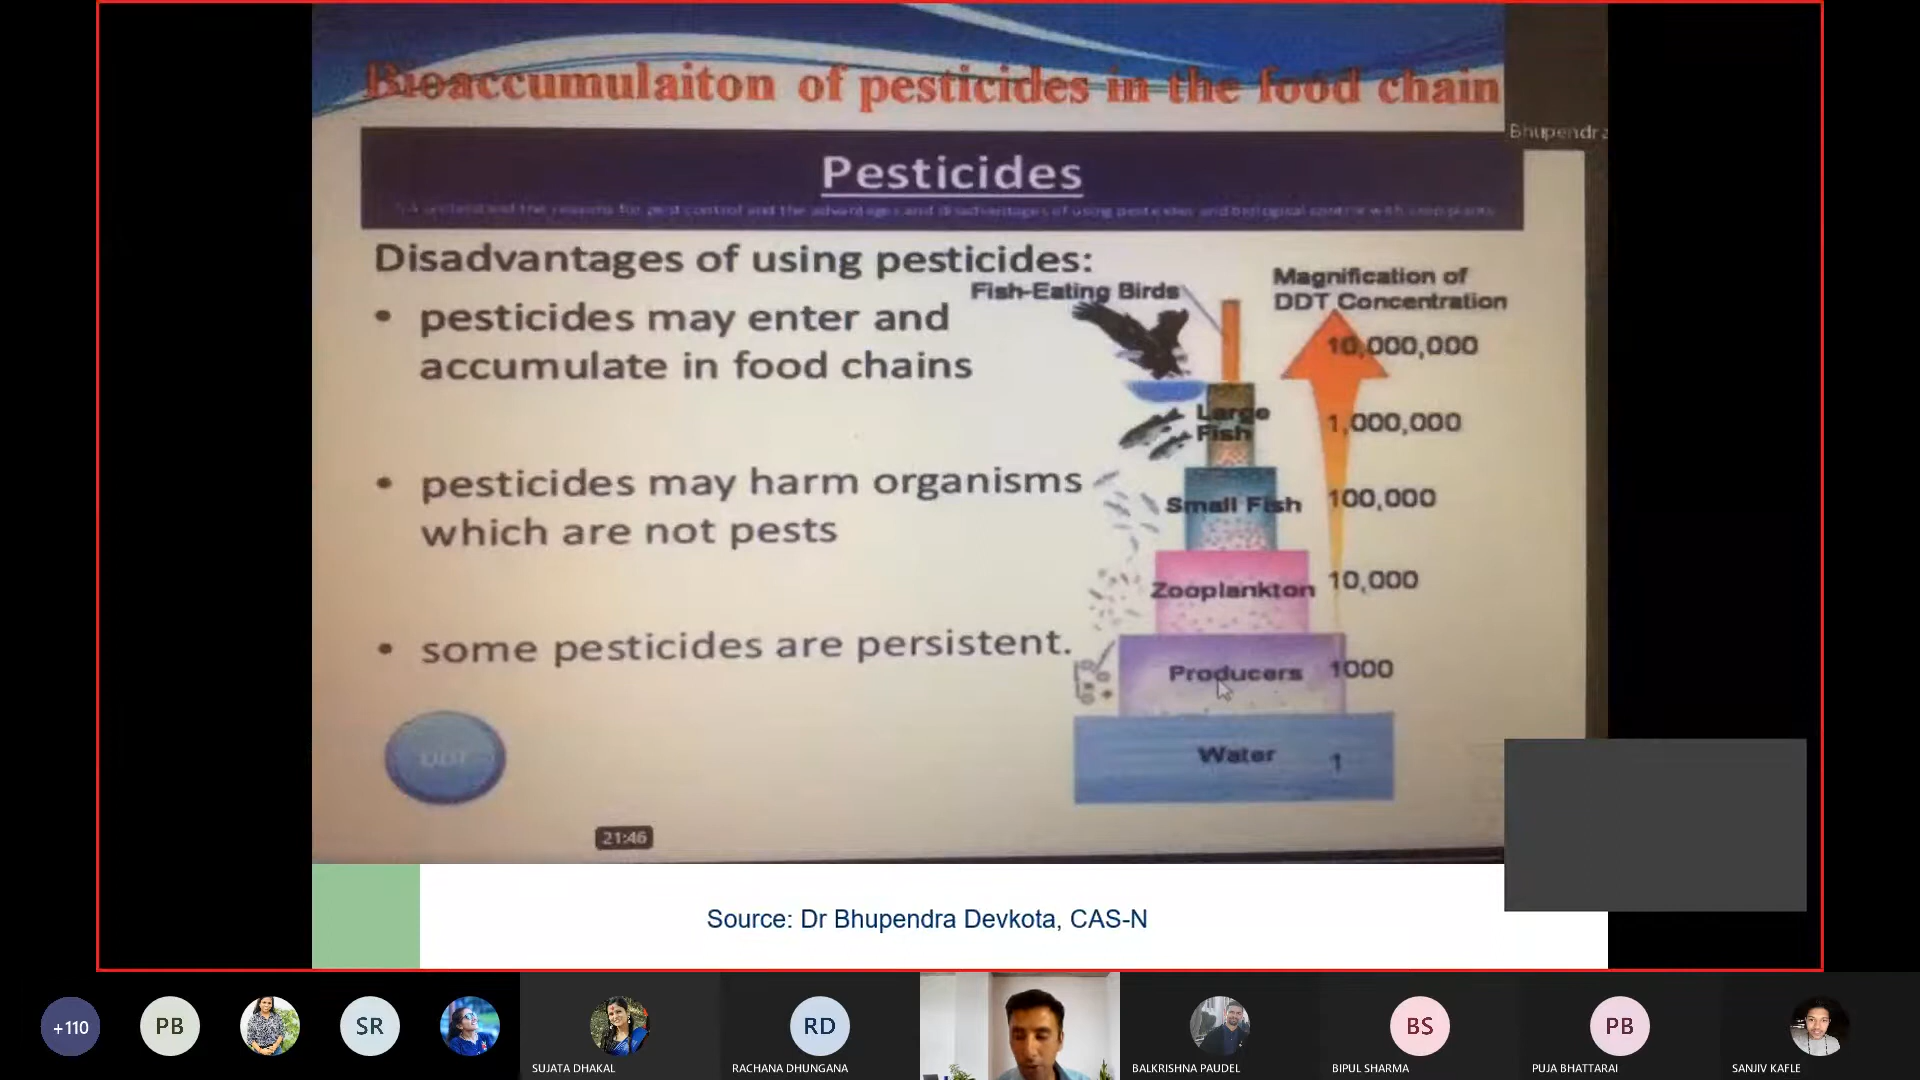 Bioaccumulaiton of pesticides in the food chain
Bhupendra
Pesticides
Disadvantages of using pesticides:
• pesticides may enter and
accumulate in food chains
• pesticides may harm organisms
which are not pests
• some pesticides are persistent.
Fish-Eating Birds
Magnification of
DDT Concentration
10,000,000
Large
Fish
1,000,000
Small Fish
100,000
Zooplankton
10,000
Producers
1000
Water
1
21:46
Source: Dr Bhupendra Devkota, CAS-N
+110
PB
SR
SUJATA DHAKAL
RD
RACHANA DHUNGANA
BALKRISHNA PAUDEL
BS
BIPUL SHARMA
PB
PUJA BHATTARAI
SANJIV KAFLE